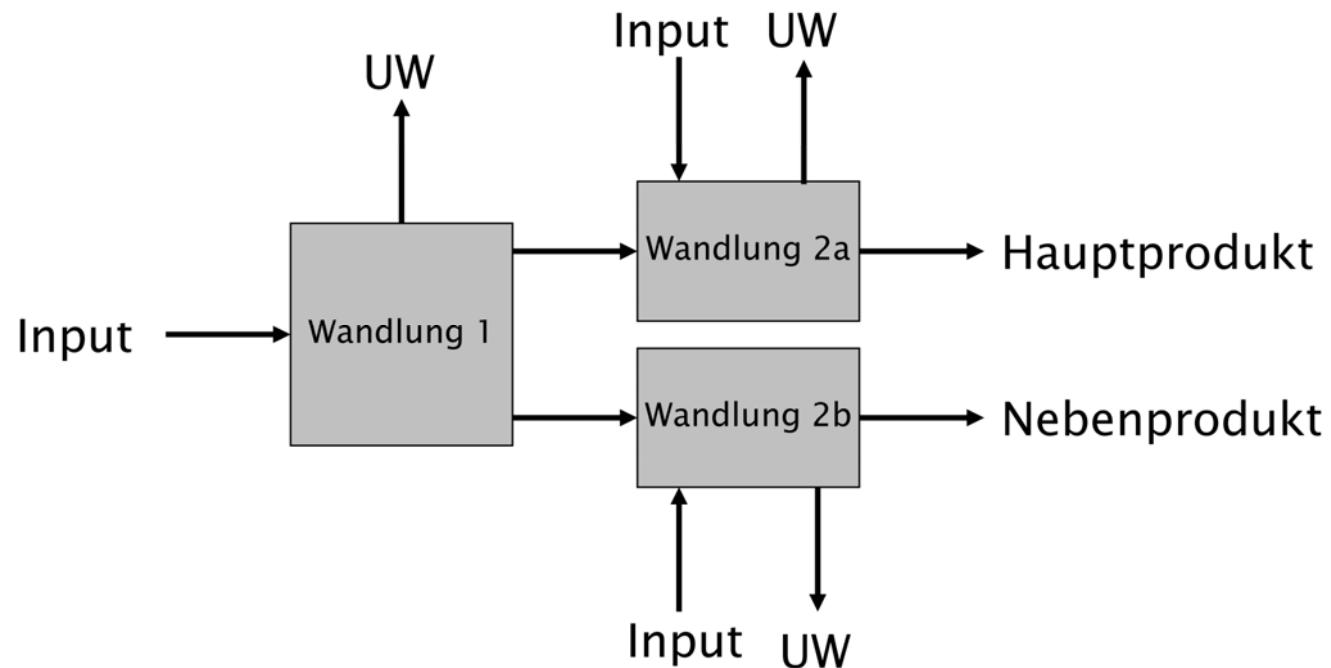 Input
UW
UW
Wandlung 2a
Hauptprodukt
Input
Wandlung 1
Wandlung 2b
Nebenprodukt
Input
UW